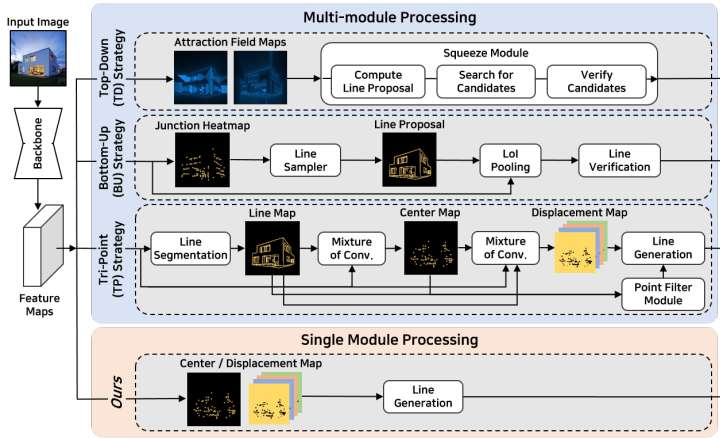 Input Image
Backbone
Feature
Maps
Multi-module Processing
Top-Down
(TD) Strategy
Attraction Field Maps
Squeeze Module
Compute
Line Proposal
Search for
Candidates
Verify
Candidates
Bottom-Up
(BU) Strategy
Junction Heatmap
Line
Sampler
Line Proposal
LoI
Pooling
Line
Verification
Tri-Point
(TP) Strategy
Line
Segmentation
Line Map
Mixture
of Conv.
Center Map
Mixture
of Conv.
Displacement Map
Line
Generation
Point Filter
Module
Single Module Processing
Ours
Center / Displacement Map
Line
Generation